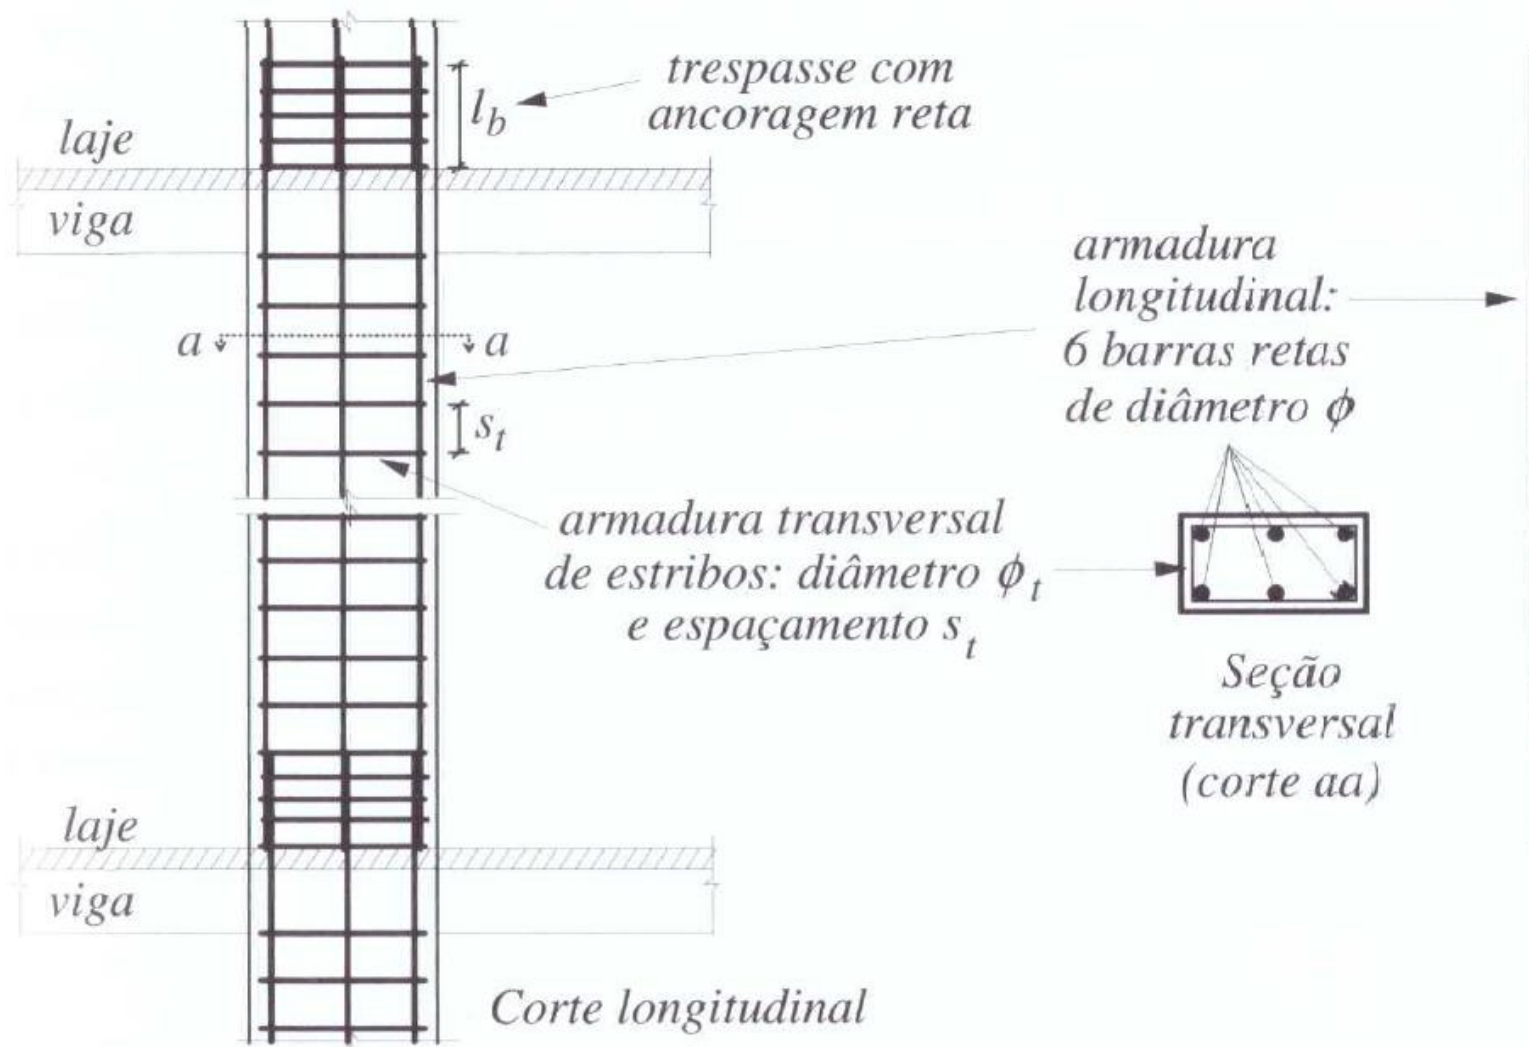 trespasse com
ancoragem reta
l_b
laje
viga
armadura
longitudinal:
6 barras retas
de diâmetro ϕ
a a
s_t
armadura transversal
de estribos: diâmetro ϕ_t
e espaçamento s_t
Seção
transversal
(corte aa)
laje
viga
Corte longitudinal